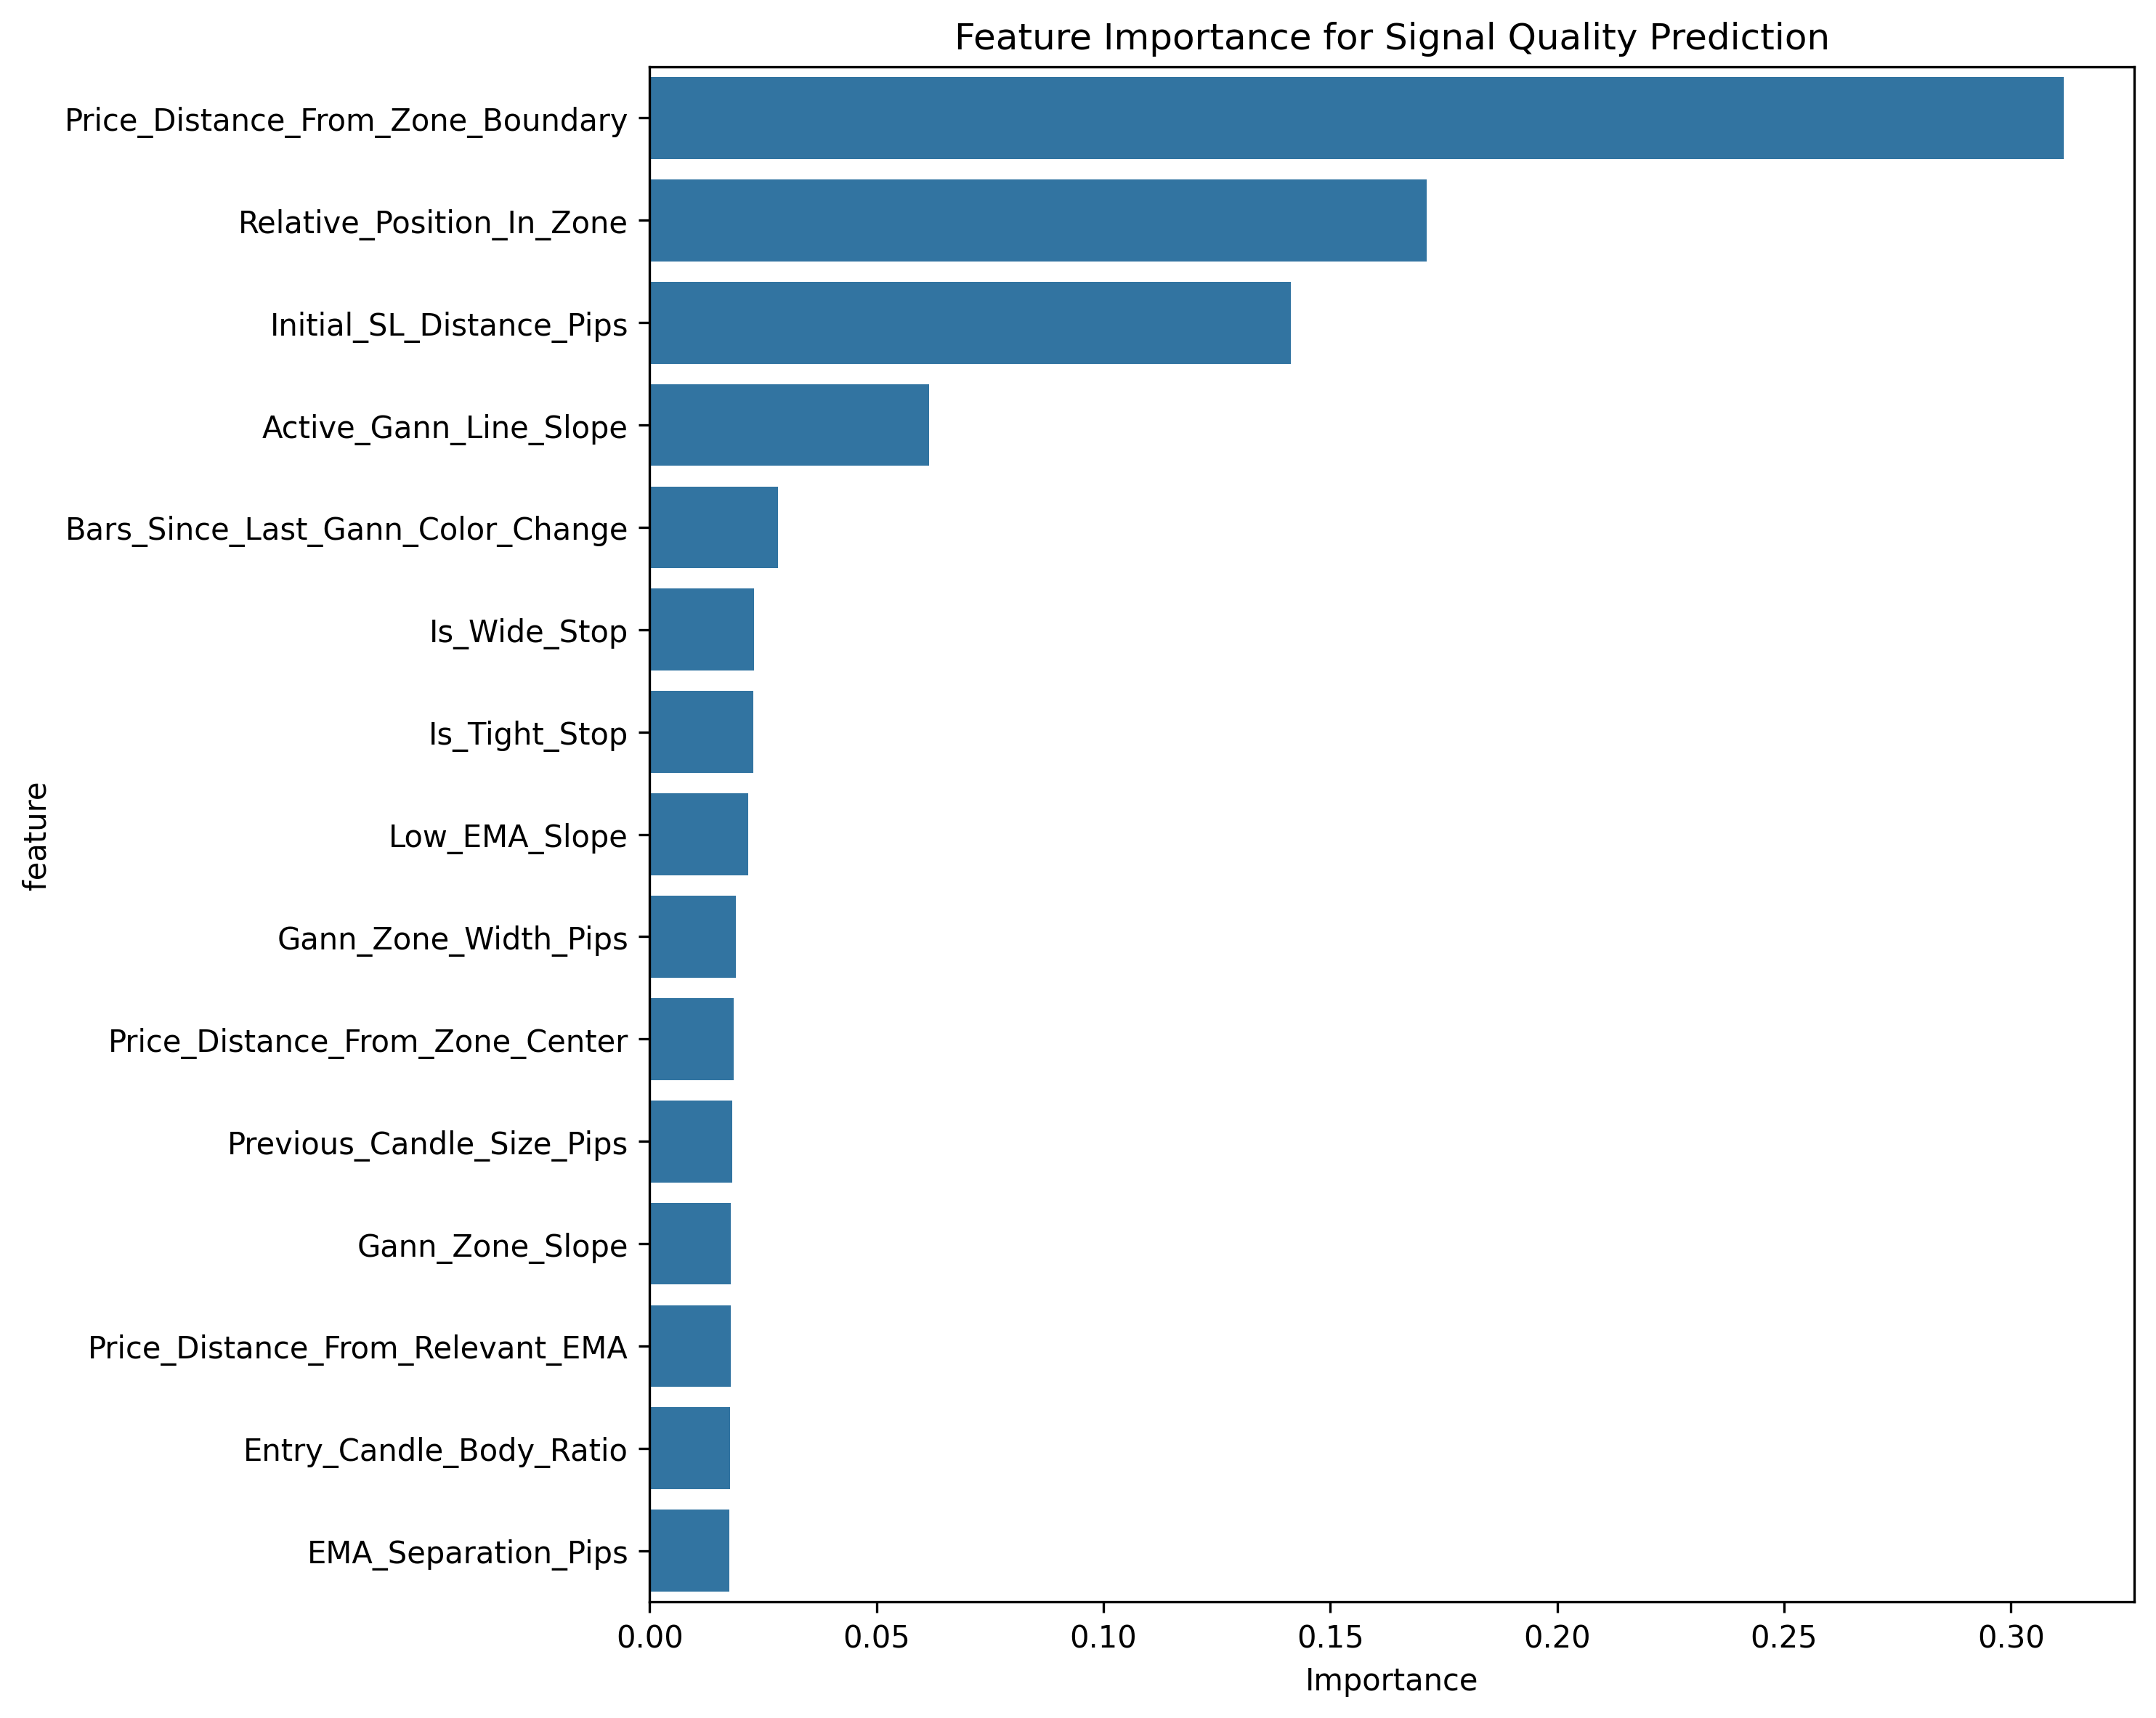 Feature Importance for Signal Quality Prediction
Price_Distance_From_Zone_Boundary
Relative_Position_In_Zone
Initial_SL_Distance_Pips
Active_Gann_Line_Slope
Bars_Since_Last_Gann_Color_Change
Is_Wide_Stop
Is_Tight_Stop
Low_EMA_Slope
Gann_Zone_Width_Pips
Price_Distance_From_Zone_Center
Previous_Candle_Size_Pips
Gann_Zone_Slope
Price_Distance_From_Relevant_EMA
Entry_Candle_Body_Ratio
EMA_Separation_Pips
feature
0.00 0.05 0.10 0.15 0.20 0.25 0.30
Importance